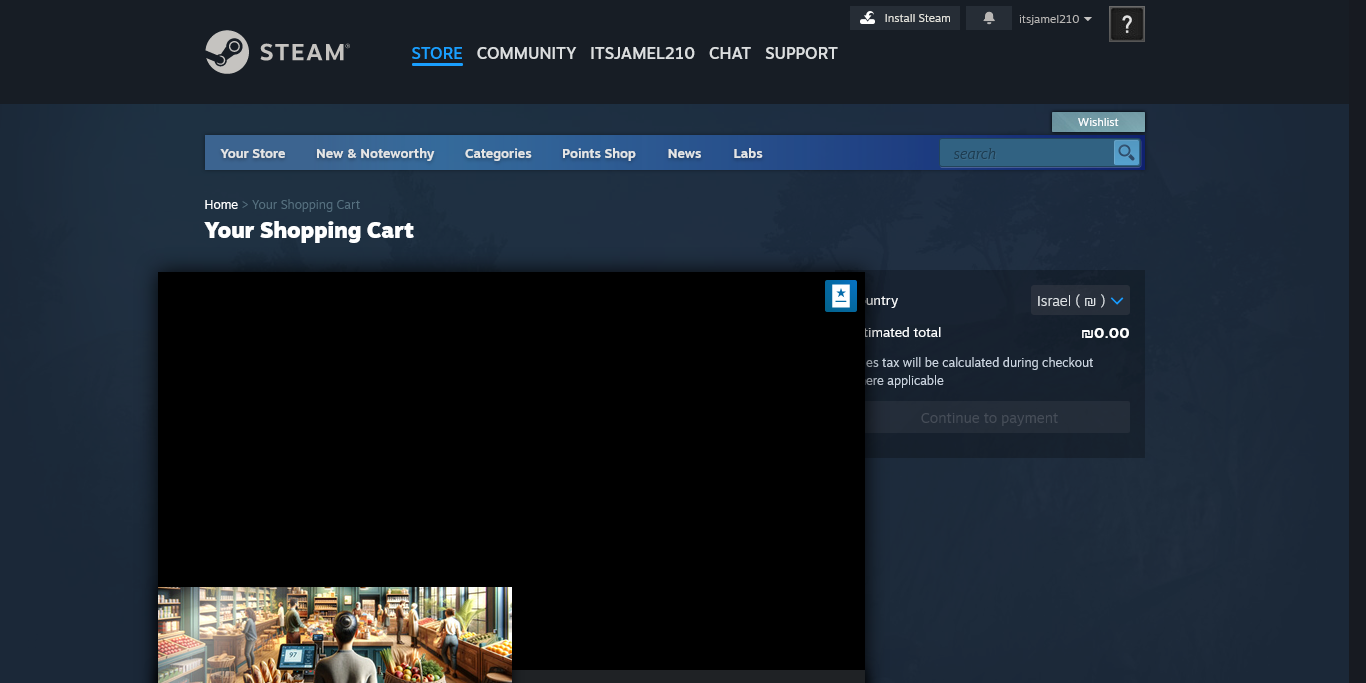 Install Steam
itsjamel210
?
STEAM®
STORE COMMUNITY ITSJAMEL210 CHAT SUPPORT
Wishlist
Your Store New & Noteworthy Categories Points Shop News Labs search
Home > Your Shopping Cart
Your Shopping Cart
untry Israel ( ₪ )
timated total ₪0.00
es tax will be calculated during checkout
ere applicable
Continue to payment
97